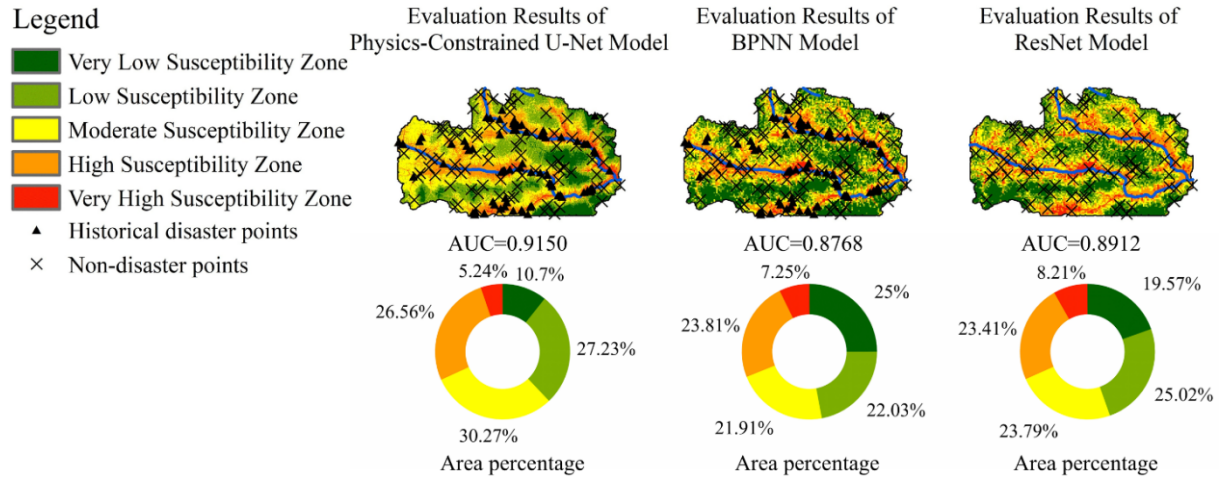 Legend
Very Low Susceptibility Zone
Low Susceptibility Zone
Moderate Susceptibility Zone
High Susceptibility Zone
Very High Susceptibility Zone
Historical disaster points
Non-disaster points
Evaluation Results of
Physics-Constrained U-Net Model
AUC=0.9150
5.24%
10.7%
26.56%
27.23%
30.27%
Area percentage
Evaluation Results of
BPNN Model
AUC=0.8768
7.25%
25%
23.81%
22.03%
21.91%
Area percentage
Evaluation Results of
ResNet Model
AUC=0.8912
8.21%
19.57%
23.41%
25.02%
23.79%
Area percentage